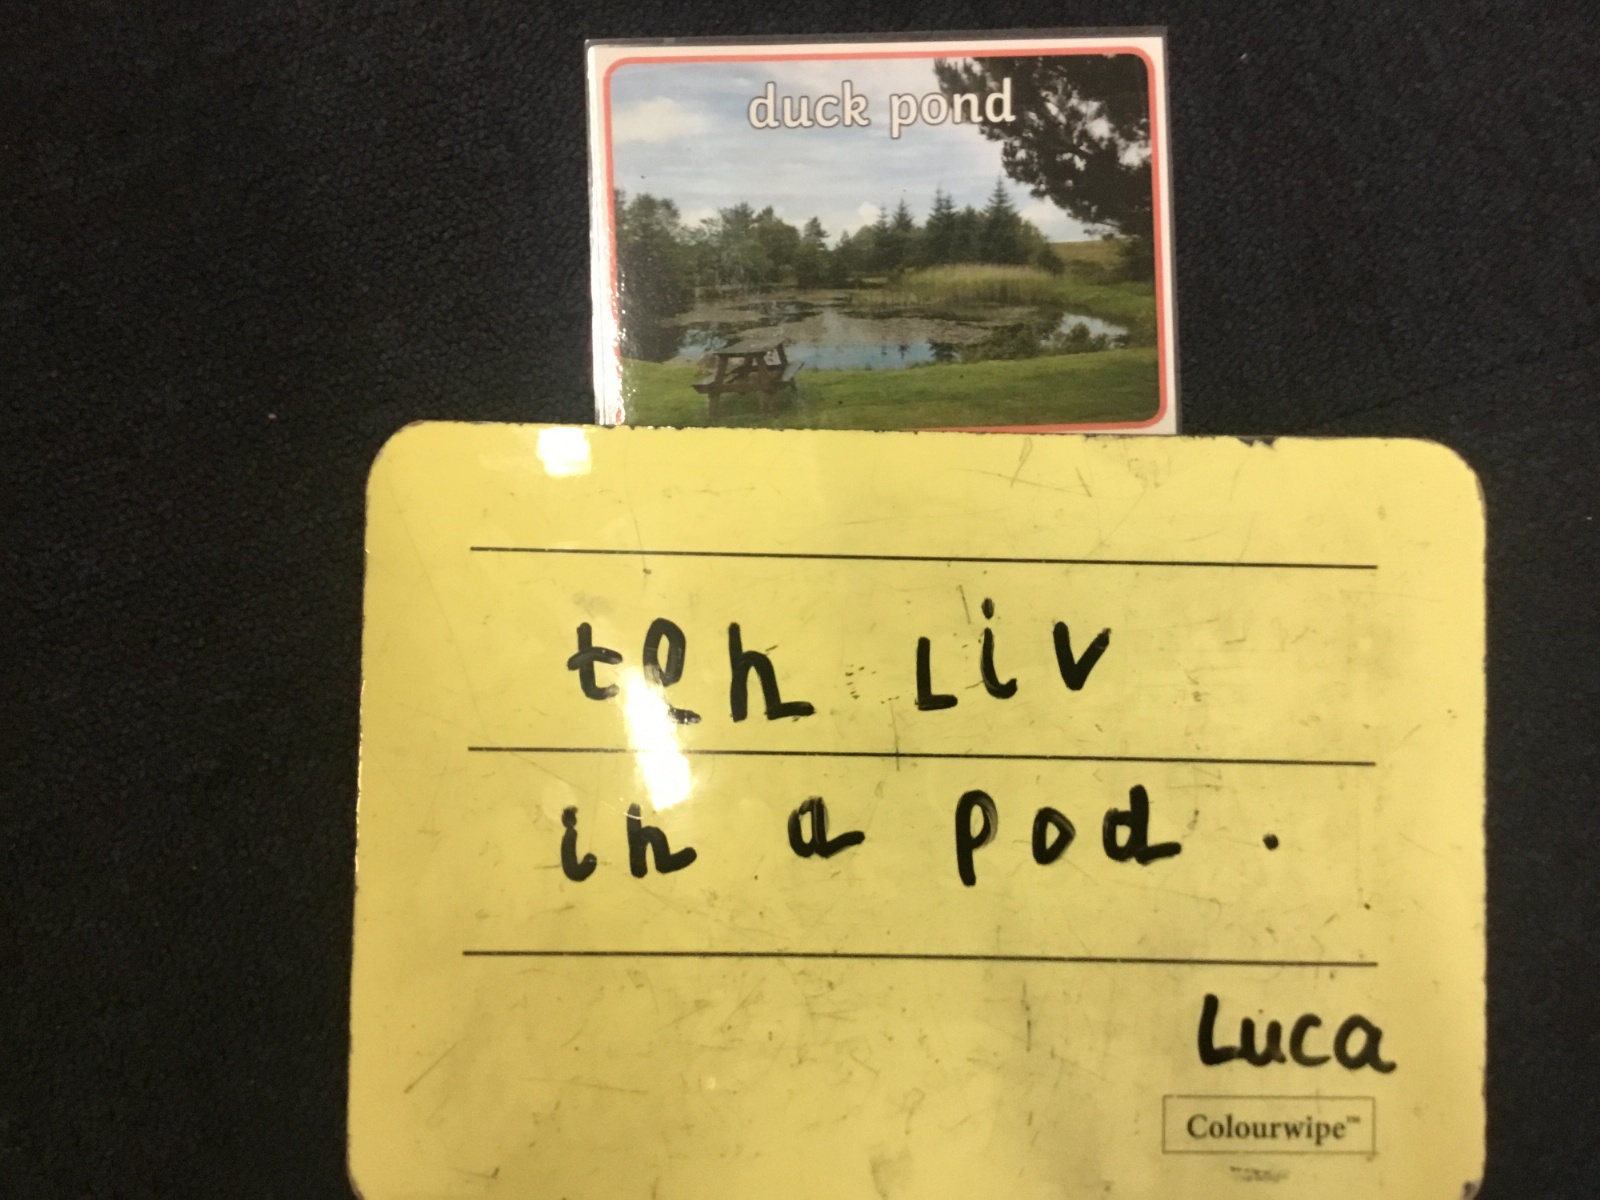 duck pond
teh Liv
in a pod .
Luca
Colourwipe™